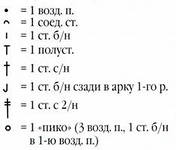 • = 1 возд. п.
⌢ = 1 соед. ст.
ı = 1 ст. б/н
т = 1 полуст.
† = 1 ст. с/н
ᴊ = 1 ст. б/н сзади в арку 1-го р.
‡ = 1 ст. с 2/н
o = 1 «пико» (3 возд. п., 1 ст. б/н
в 1-ю возд. п.)